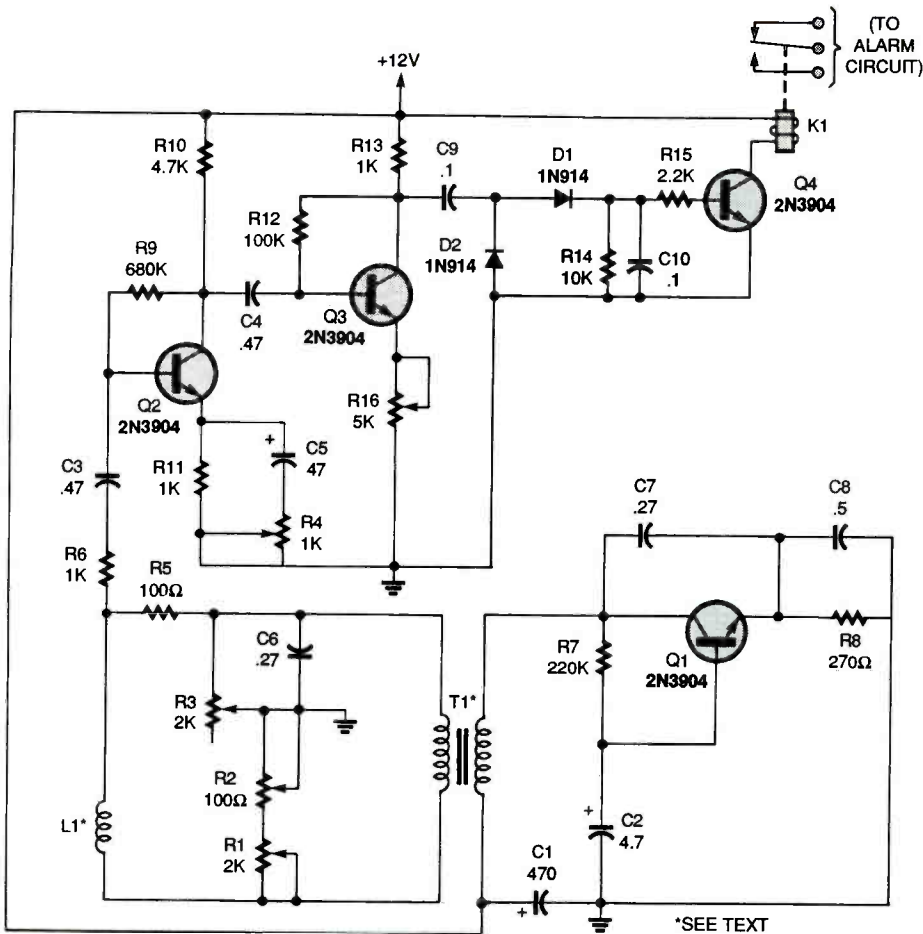 (TO
ALARM
CIRCUIT)
+12V
K1
R10
4.7K
R13
1K
C9
.1
D1
1N914
R15
2.2K
Q4
2N3904
R12
100K
D2
1N914
R14
10K
C10
.1
R9
680K
C4
.47
Q3
2N3904
Q2
2N3904
R16
5K
C3
.47
R11
1K
+
C5
47
R4
1K
C7
.27
C8
.5
R6
1K
R5
100Ω
C6
.27
R7
220K
Q1
2N3904
R8
270Ω
T1*
R3
2K
R2
100Ω
L1*
R1
2K
+
C2
4.7
C1
470
+
*SEE TEXT